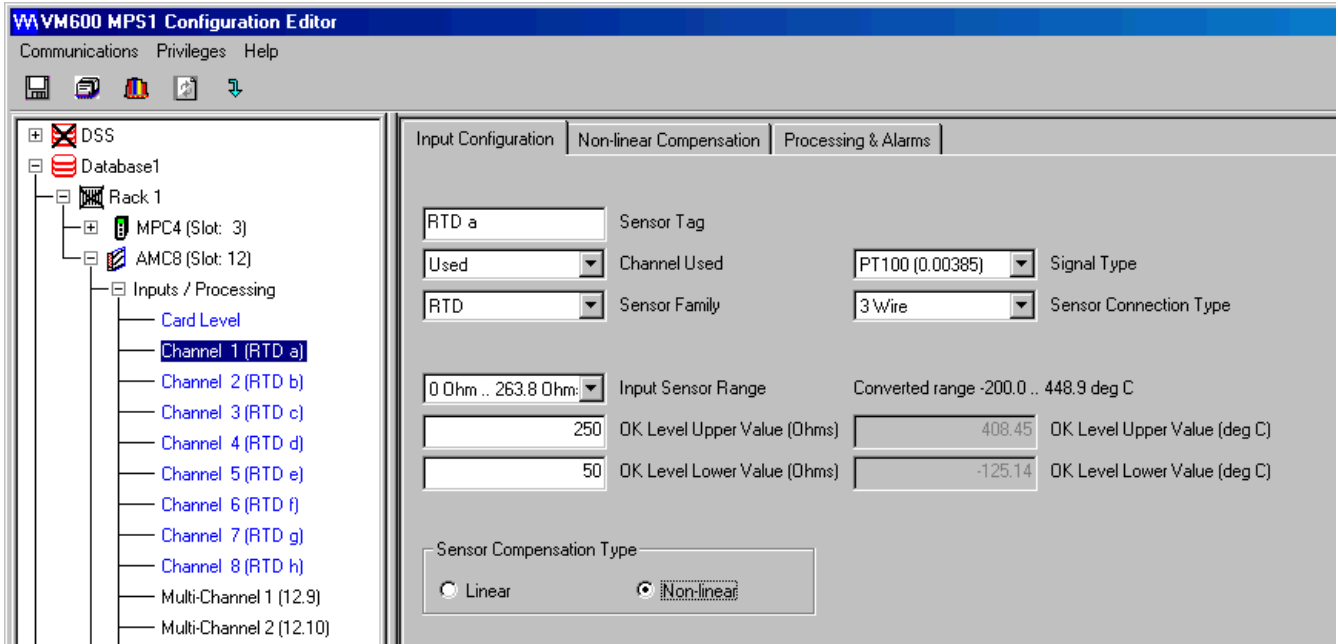 VM600 MPS1 Configuration Editor
Communications Privileges Help
DSS
Database1
Rack 1
MPC4 (Slot: 3)
AMC8 (Slot: 12)
Inputs / Processing
Card Level
Channel 1 (RTD a)
Channel 2 (RTD b)
Channel 3 (RTD c)
Channel 4 (RTD d)
Channel 5 (RTD e)
Channel 6 (RTD f)
Channel 7 (RTD g)
Channel 8 (RTD h)
Multi-Channel 1 (12.9)
Multi-Channel 2 (12.10)
Input Configuration Non-linear Compensation Processing & Alarms
RTD a Sensor Tag
Used Channel Used PT100 (0.00385) Signal Type
RTD Sensor Family 3 Wire Sensor Connection Type
0 Ohm .. 263.8 Ohm Input Sensor Range Converted range -200.0 .. 448.9 deg C
250 OK Level Upper Value (Ohms) 408.45 OK Level Upper Value (deg C)
50 OK Level Lower Value (Ohms) -125.14 OK Level Lower Value (deg C)
Sensor Compensation Type
Linear Non-linear